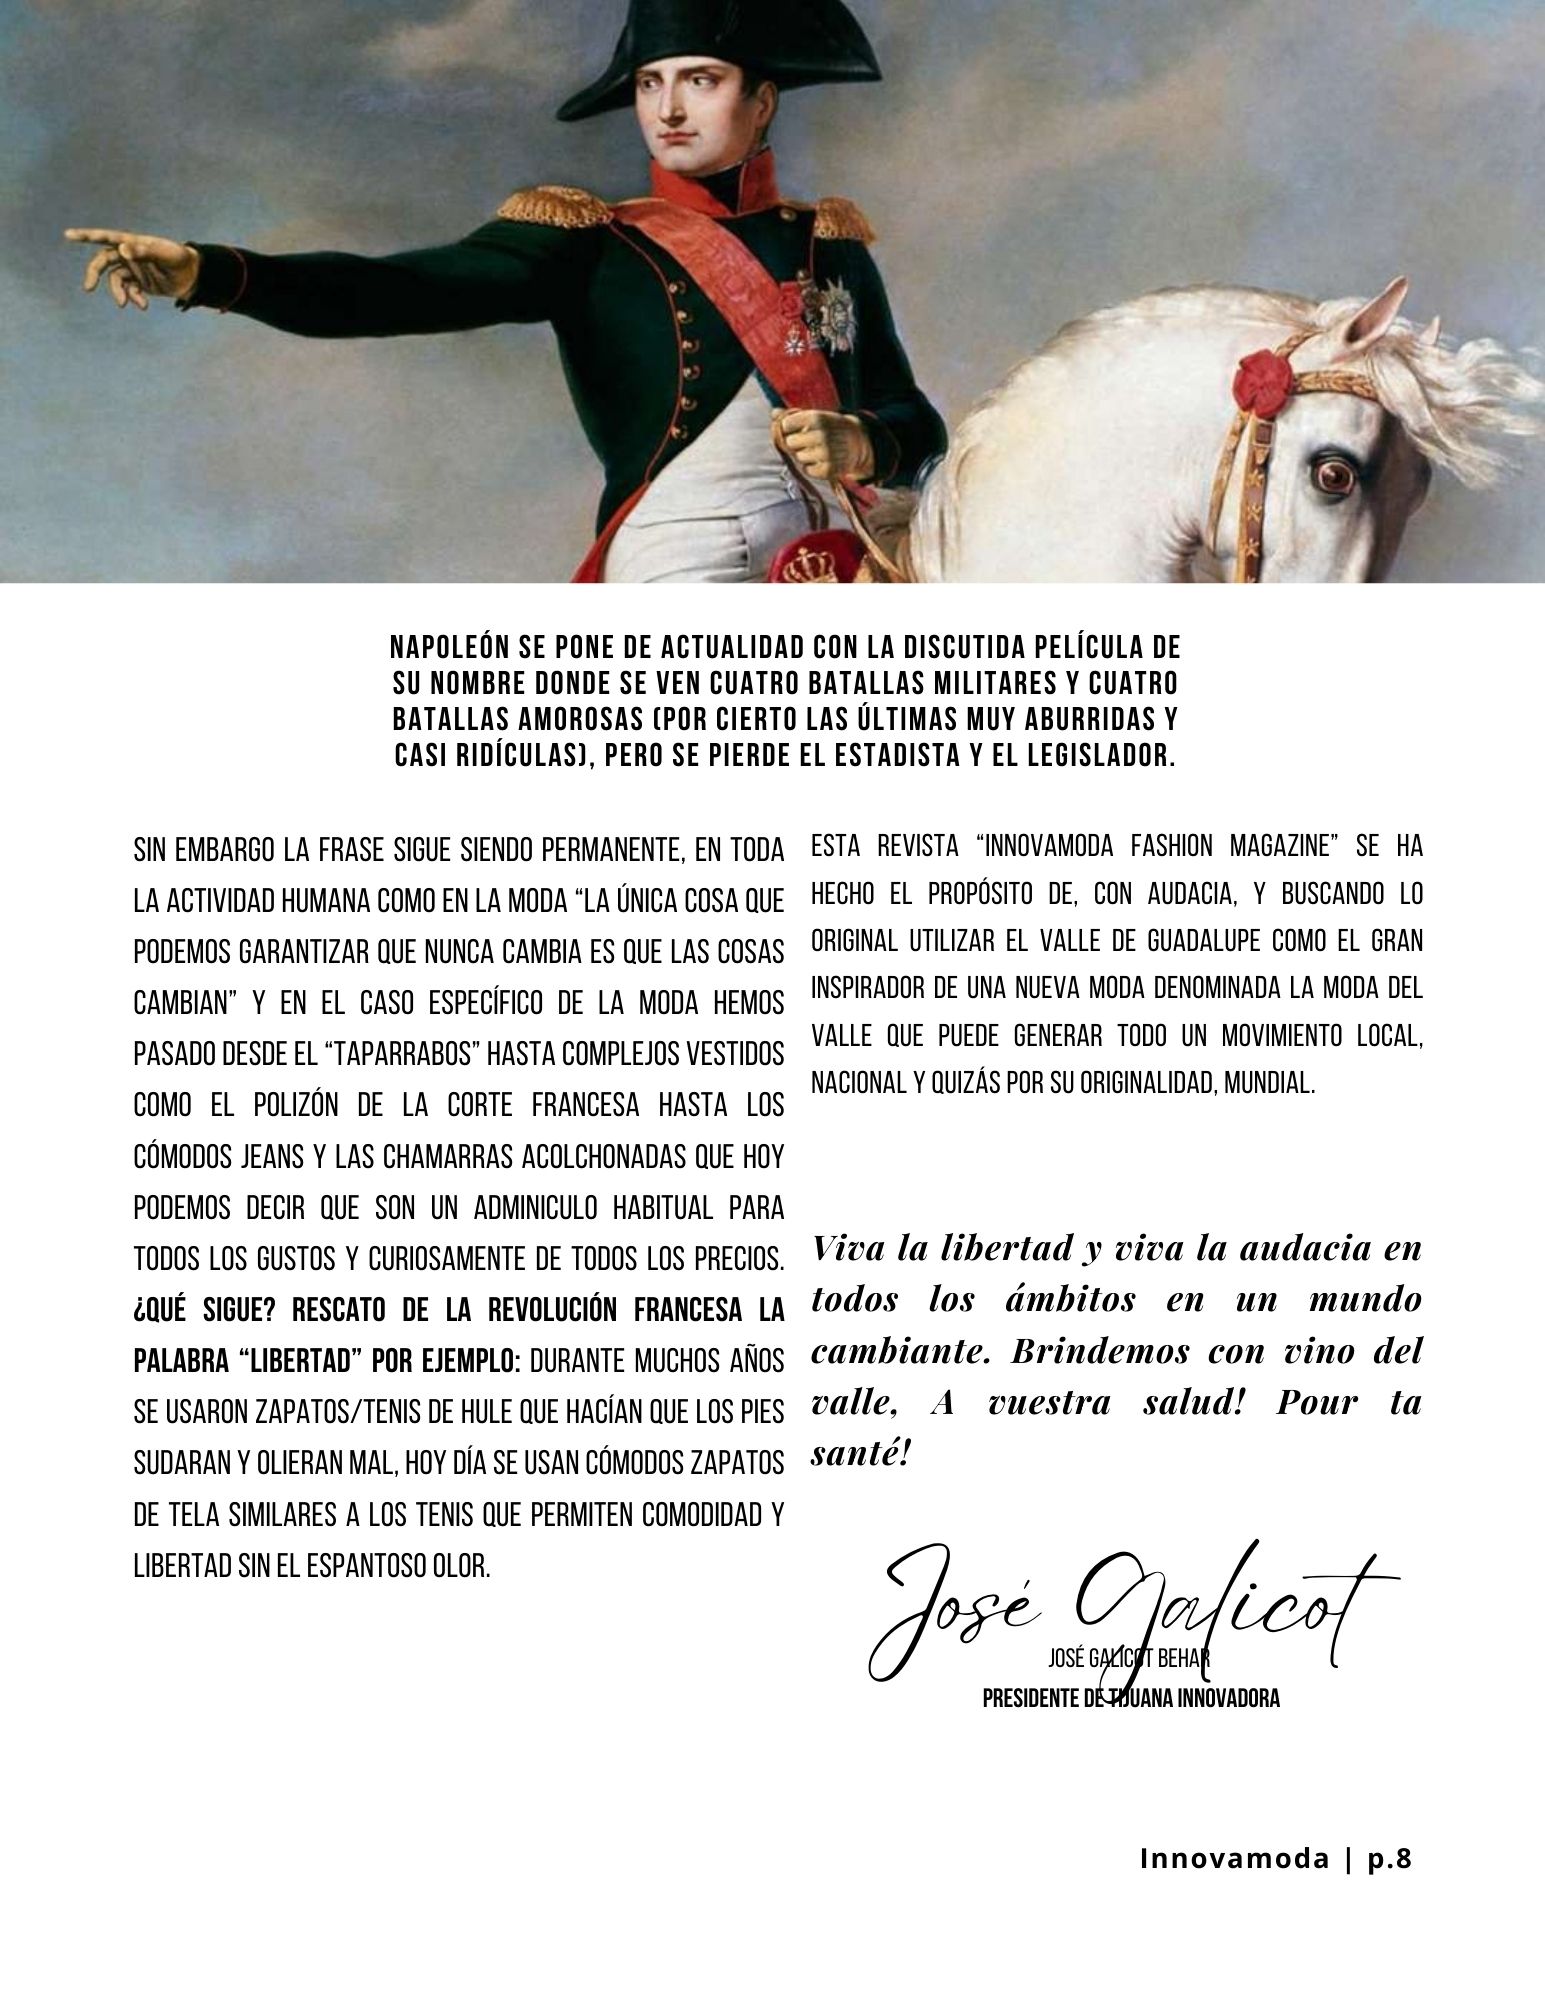 NAPOLEÓN SE PONE DE ACTUALIDAD CON LA DISCUTIDA PELÍCULA DE
SU NOMBRE DONDE SE VEN CUATRO BATALLAS MILITARES Y CUATRO
BATALLAS AMOROSAS (POR CIERTO LAS ÚLTIMAS MUY ABURRIDAS Y
CASI RIDÍCULAS), PERO SE PIERDE EL ESTADISTA Y EL LEGISLADOR.
SIN EMBARGO LA FRASE SIGUE SIENDO PERMANENTE, EN TODA
LA ACTIVIDAD HUMANA COMO EN LA MODA “LA ÚNICA COSA QUE
PODEMOS GARANTIZAR QUE NUNCA CAMBIA ES QUE LAS COSAS
CAMBIAN” Y EN EL CASO ESPECÍFICO DE LA MODA HEMOS
PASADO DESDE EL “TAPARRABOS” HASTA COMPLEJOS VESTIDOS
COMO EL POLIZÓN DE LA CORTE FRANCESA HASTA LOS
CÓMODOS JEANS Y LAS CHAMARRAS ACOLCHONADAS QUE HOY
PODEMOS DECIR QUE SON UN ADMINICULO HABITUAL PARA
TODOS LOS GUSTOS Y CURIOSAMENTE DE TODOS LOS PRECIOS.
¿QUÉ SIGUE? RESCATO DE LA REVOLUCIÓN FRANCESA LA
PALABRA “LIBERTAD” POR EJEMPLO: DURANTE MUCHOS AÑOS
SE USARON ZAPATOS/TENIS DE HULE QUE HACÍAN QUE LOS PIES
SUDARAN Y OLIERAN MAL, HOY DÍA SE USAN CÓMODOS ZAPATOS
DE TELA SIMILARES A LOS TENIS QUE PERMITEN COMODIDAD Y
LIBERTAD SIN EL ESPANTOSO OLOR.
ESTA REVISTA “INNOVAMODA FASHION MAGAZINE” SE HA
HECHO EL PROPÓSITO DE, CON AUDACIA, Y BUSCANDO LO
ORIGINAL UTILIZAR EL VALLE DE GUADALUPE COMO EL GRAN
INSPIRADOR DE UNA NUEVA MODA DENOMINADA LA MODA DEL
VALLE QUE PUEDE GENERAR TODO UN MOVIMIENTO LOCAL,
NACIONAL Y QUIZÁS POR SU ORIGINALIDAD, MUNDIAL.
Viva la libertad y viva la audacia en
todos los ámbitos en un mundo
cambiante. Brindemos con vino del
valle, A vuestra salud! Pour ta
santé!
José Galicot
JOSÉ GALICOT BEHAR
PRESIDENTE DE TIJUANA INNOVADORA
Innovamoda | p.8